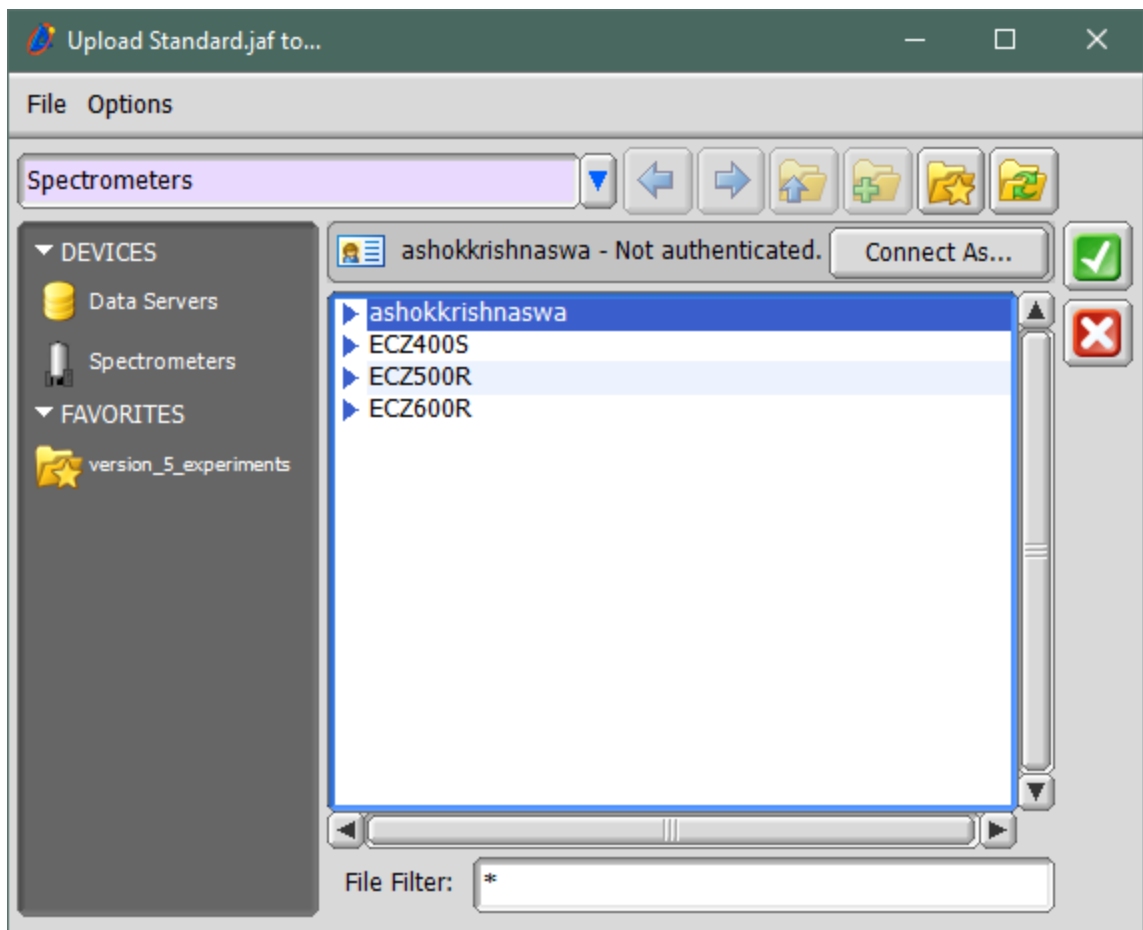 Upload Standard.jaf to...
File Options
Spectrometers
DEVICES
Data Servers
Spectrometers
FAVORITES
version_5_experiments
ashokkrishnaswa - Not authenticated.
Connect As...
ashokkrishnaswa
ECZ400S
ECZ500R
ECZ600R
File Filter: *